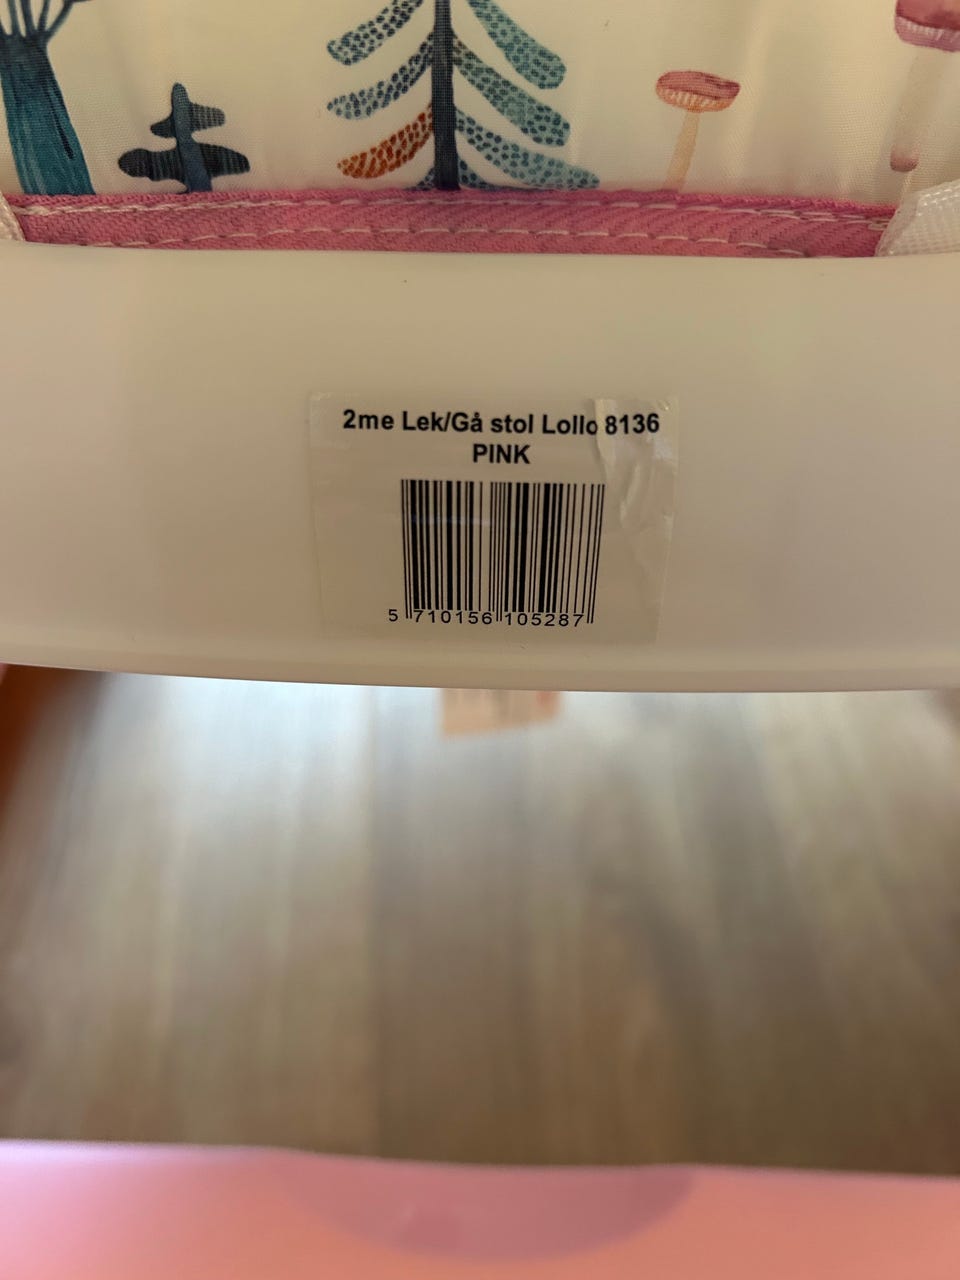 2me Lek/Gå stol Lollo 8136
PINK
5 710156 105287